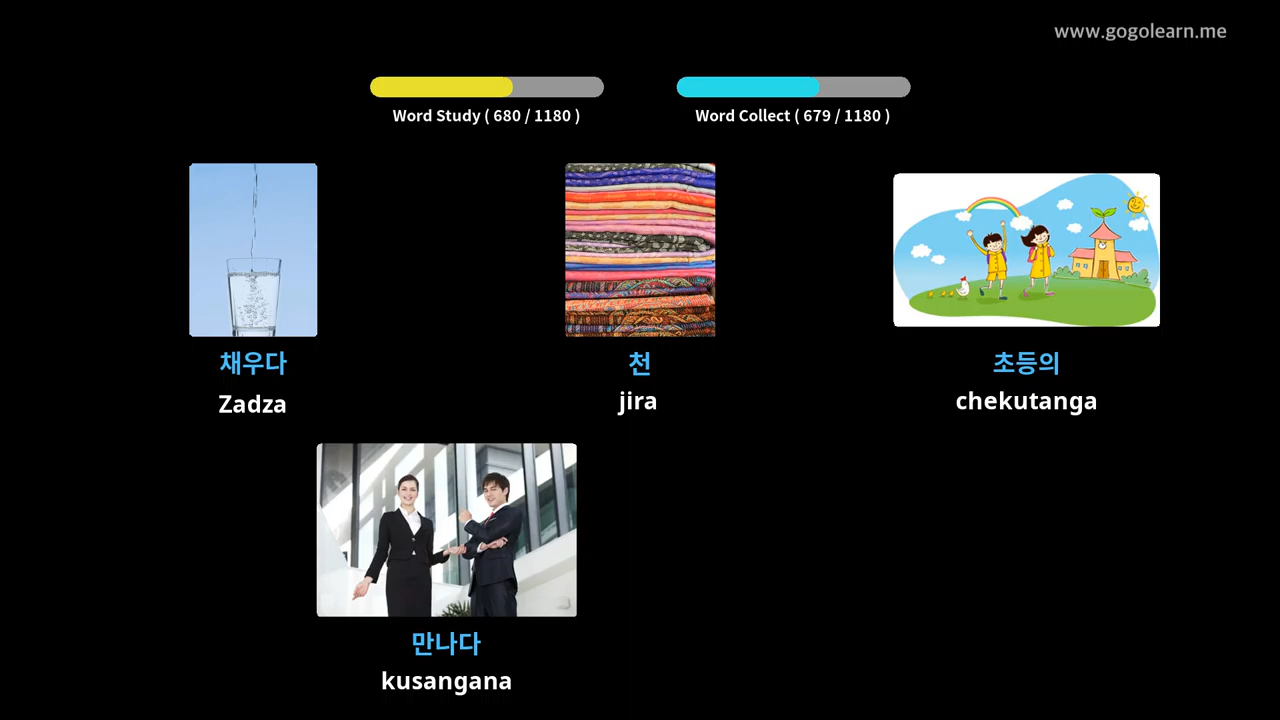 www.gogolearn.me
Word Study ( 680 / 1180 )
Word Collect ( 679 / 1180 )
채우다
Zadza
천
jira
초등의
chekutanga
만나다
kusangana